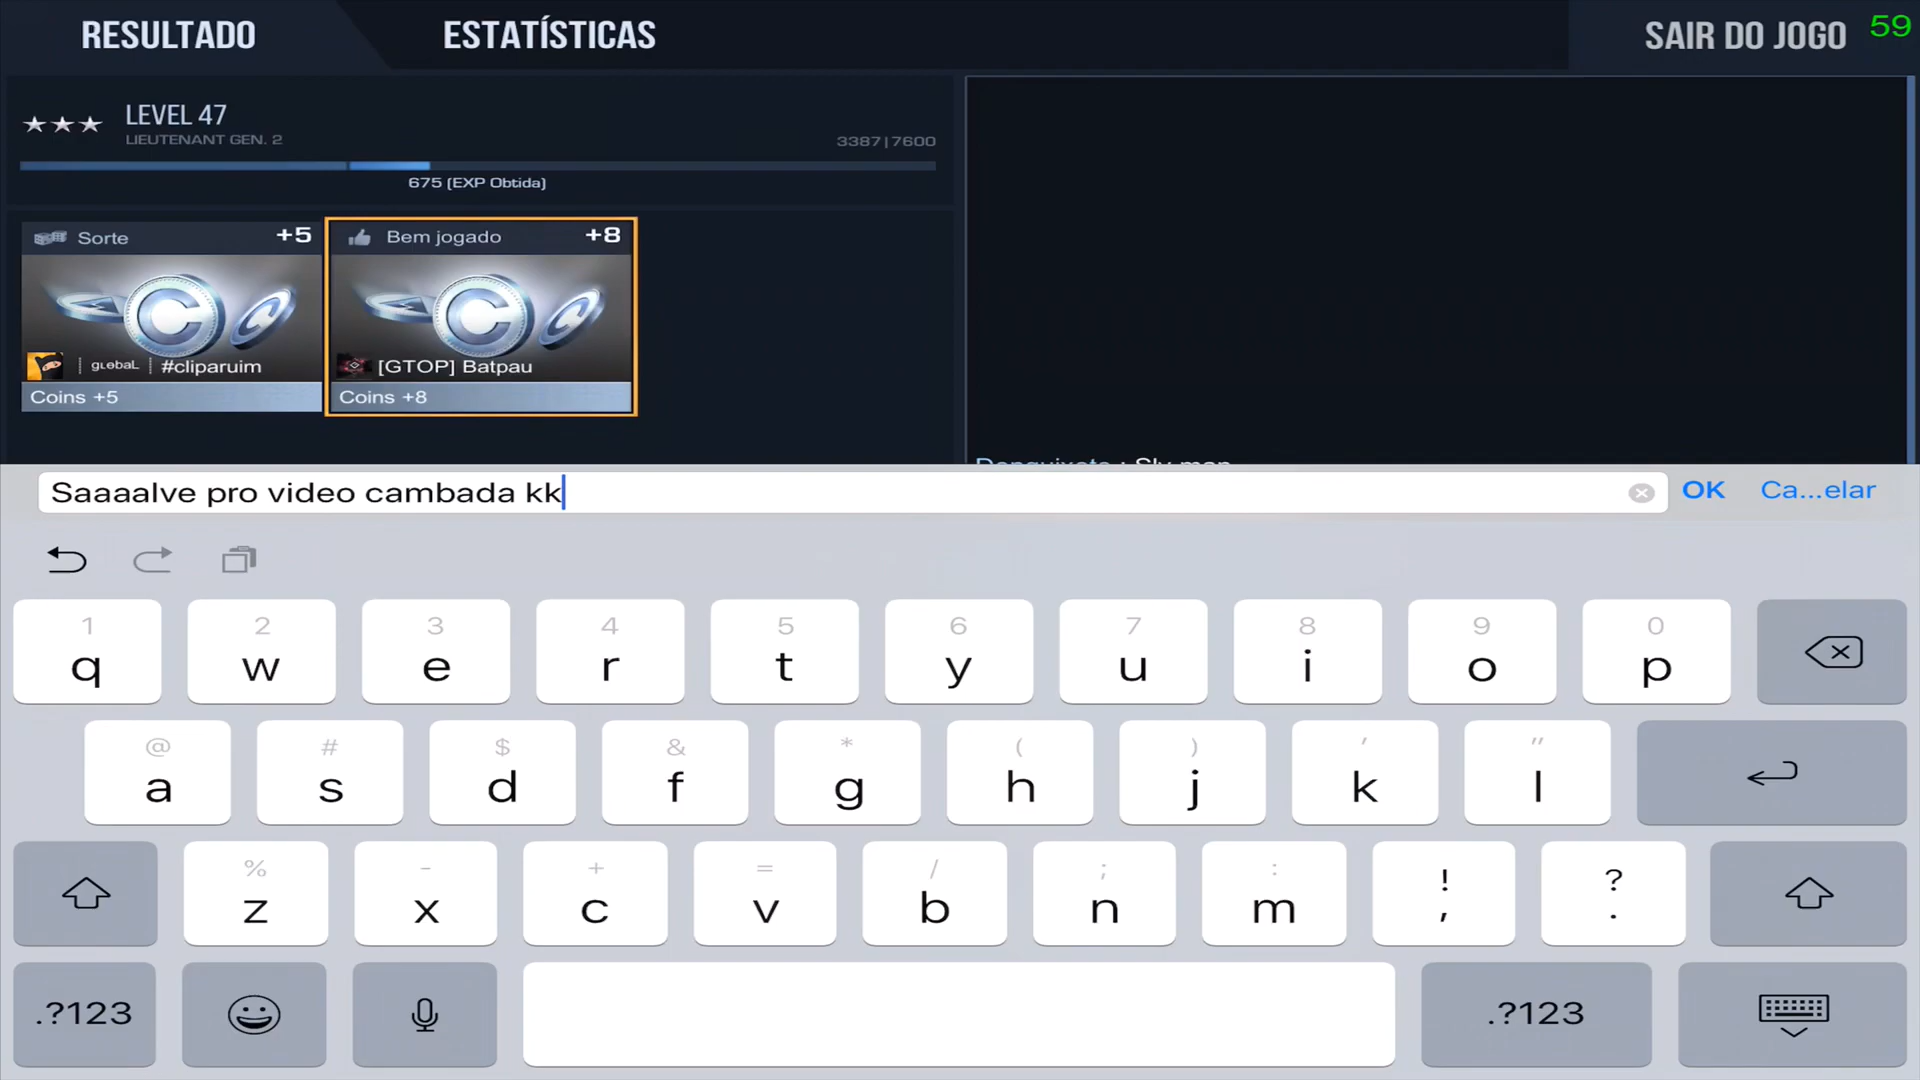 RESULTADO
ESTATÍSTICAS
SAIR DO JOGO
59
LEVEL 47
LIEUTENANT GEN. 2
3387|7600
675 (EXP Obtida)
Sorte +5
gLobaL #cliparuim
Coins +5
Bem jogado +8
[GTOP] Batpau
Coins +8
Saaaalve pro video cambada kk
OK
Ca...elar
1 2 3 4 5 6 7 8 9 0
q w e r t y u i o p
@ # $ & * ( ) ' "
a s d f g h j k l
% - + = / ; : ! ?
z x c v b n m , .
.?123
.?123